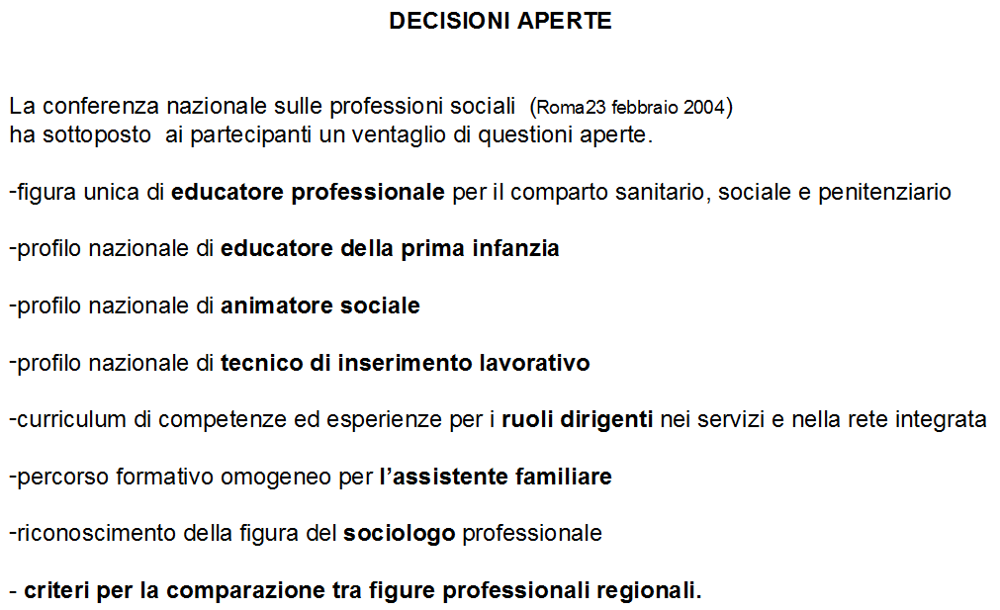 DECISIONI APERTE
La conferenza nazionale sulle professioni sociali (Roma23 febbraio 2004)
ha sottoposto ai partecipanti un ventaglio di questioni aperte.
-figura unica di educatore professionale per il comparto sanitario, sociale e penitenziario
-profilo nazionale di educatore della prima infanzia
-profilo nazionale di animatore sociale
-profilo nazionale di tecnico di inserimento lavorativo
-curriculum di competenze ed esperienze per i ruoli dirigenti nei servizi e nella rete integrata
-percorso formativo omogeneo per l’assistente familiare
-riconoscimento della figura del sociologo professionale
- criteri per la comparazione tra figure professionali regionali.